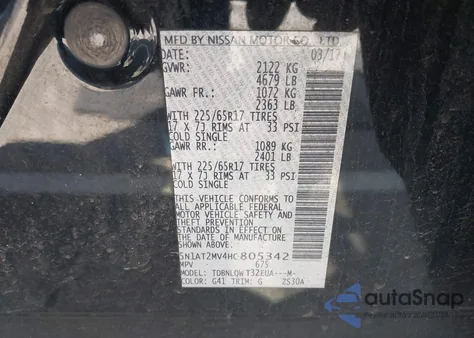 MFD BY NISSAN MOTOR CO., LTD.
DATE: 03/17
GVWR: 2122 KG
4679 LB
GAWR FR.: 1072 KG
2363 LB
WITH 225/65R17 TIRES
17 X 7J RIMS AT 33 PSI
COLD SINGLE
GAWR RR.: 1089 KG
2401 LB
WITH 225/65R17 TIRES
17 X 7J RIMS AT 33 PSI
COLD SINGLE
THIS VEHICLE CONFORMS TO
ALL APPLICABLE FEDERAL
MOTOR VEHICLE SAFETY AND
THEFT PREVENTION
STANDARDS IN EFFECT ON
THE DATE OF MANUFACTURE
SHOWN ABOVE.
5N1AT2MV4HC805342
MPV 675
MODEL: TDBNLQWT32EUA---M-
COLOR: G41 TRIM: G ZS30A
autoSnap